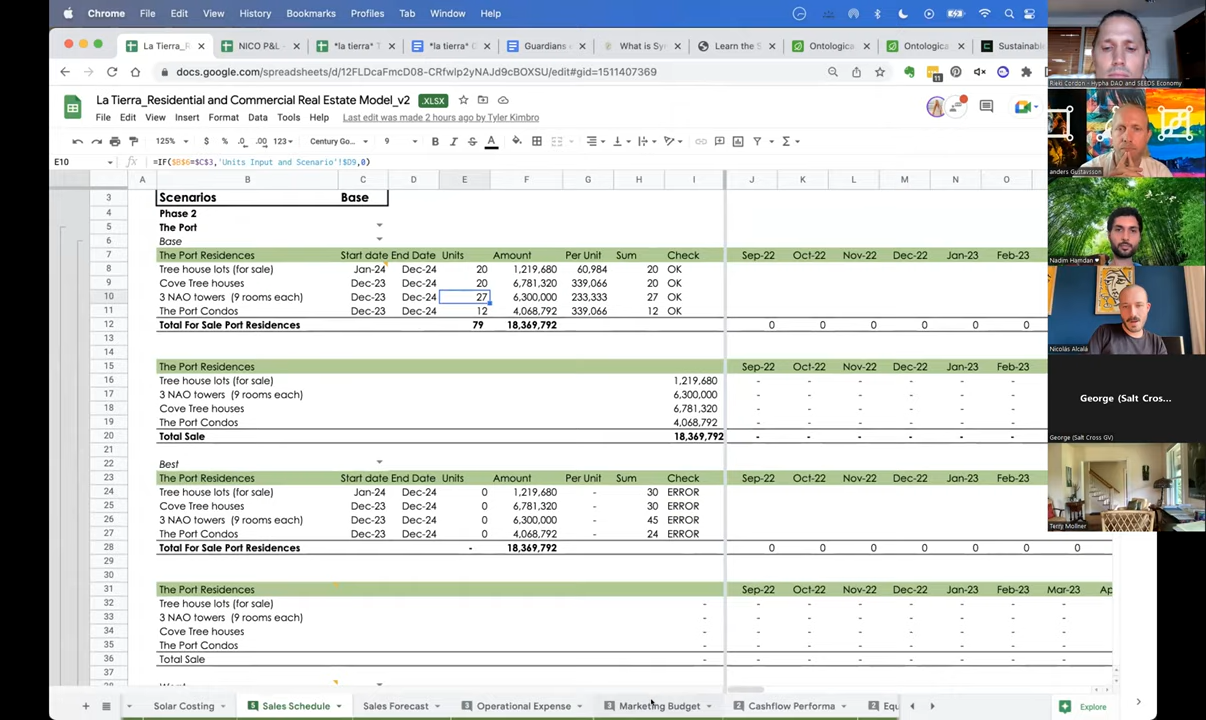 Chrome File Edit View History Bookmarks Profiles Tab Window Help
La Tierra_R NICO P&L - *la tierra* T *la tierra* C Guardians o What is Sys Learn the S Ontological Ontological Sustainable
docs.google.com/spreadsheets/d/12FLDcaFmcD08-CRfwIp2yNAJd9cBOXSU/edit#gid=1511407369
La Tierra_Residential and Commercial Real Estate Model_v2 .XLSX
File Edit View Insert Format Data Tools Help Last edit was made 2 hours ago by Tyler Kimbro
125% $ % .0 .00 123 Century Go... 9
E10 fx =IF($B$6=$C$3,'Units Input and Scenario'!$D9,0)
A B C D E F G H I J K L M N O
3 Scenarios Base
4 Phase 2
5 The Port
6 Base
7 The Port Residences Start date End Date Units Amount Per Unit Sum Check Sep-22 Oct-22 Nov-22 Dec-22 Jan-23 Feb-23
8 Tree house lots (for sale) Jan-24 Dec-24 20 1,219,680 60,984 20 OK
9 Cove Tree houses Dec-23 Dec-24 20 6,781,320 339,066 20 OK
10 3 NAO towers (9 rooms each) Dec-23 Dec-24 27 6,300,000 233,333 27 OK
11 The Port Condos Dec-23 Dec-24 12 4,068,792 339,066 12 OK
12 Total For Sale Port Residences 79 18,369,792 0 0 0 0 0 0
13
14
15 The Port Residences Sep-22 Oct-22 Nov-22 Dec-22 Jan-23 Feb-23
16 Tree house lots (for sale) 1,219,680 - - - - - -
17 3 NAO towers (9 rooms each) 6,300,000 - - - - - -
18 Cove Tree houses 6,781,320 - - - - - -
19 The Port Condos 4,068,792 - - - - - -
20 Total Sale 18,369,792 - - - - - -
21
22 Best
23 The Port Residences Start date End Date Units Amount Per Unit Sum Check Sep-22 Oct-22 Nov-22 Dec-22 Jan-23 Feb-23
24 Tree house lots (for sale) Jan-24 Dec-24 0 1,219,680 - 30 ERROR
25 Cove Tree houses Jan-23 Dec-24 0 6,781,320 - 30 ERROR
26 3 NAO towers (9 rooms each) Dec-23 Dec-24 0 6,300,000 - 45 ERROR
27 The Port Condos Dec-23 Dec-24 0 4,068,792 - 24 ERROR
28 Total For Sale Port Residences - 18,369,792 0 0 0 0 0 0 0
29
30
31 The Port Residences Sep-22 Oct-22 Nov-22 Dec-22 Jan-23 Feb-23 Mar-23 Ap
32 Tree house lots (for sale) - - - - - - - -
33 3 NAO towers (9 rooms each) - - - - - - - -
34 Cove Tree houses - - - - - - - -
35 The Port Condos - - - - - - - -
36 Total Sale - - - - - - - -
37
Solar Costing 5 Sales Schedule Sales Forecast 3 Operational Expense 3 Marketing Budget 2 Cashflow Performa 2 Equ Explore
Rieki Cordon - Hypha DAO and SEEDS Economy
anders Gustavsson
Nadim Hamdan
Nicolás Alcalá
George (Salt Cross...
George (Salt Cross GV)
Terry Mollner